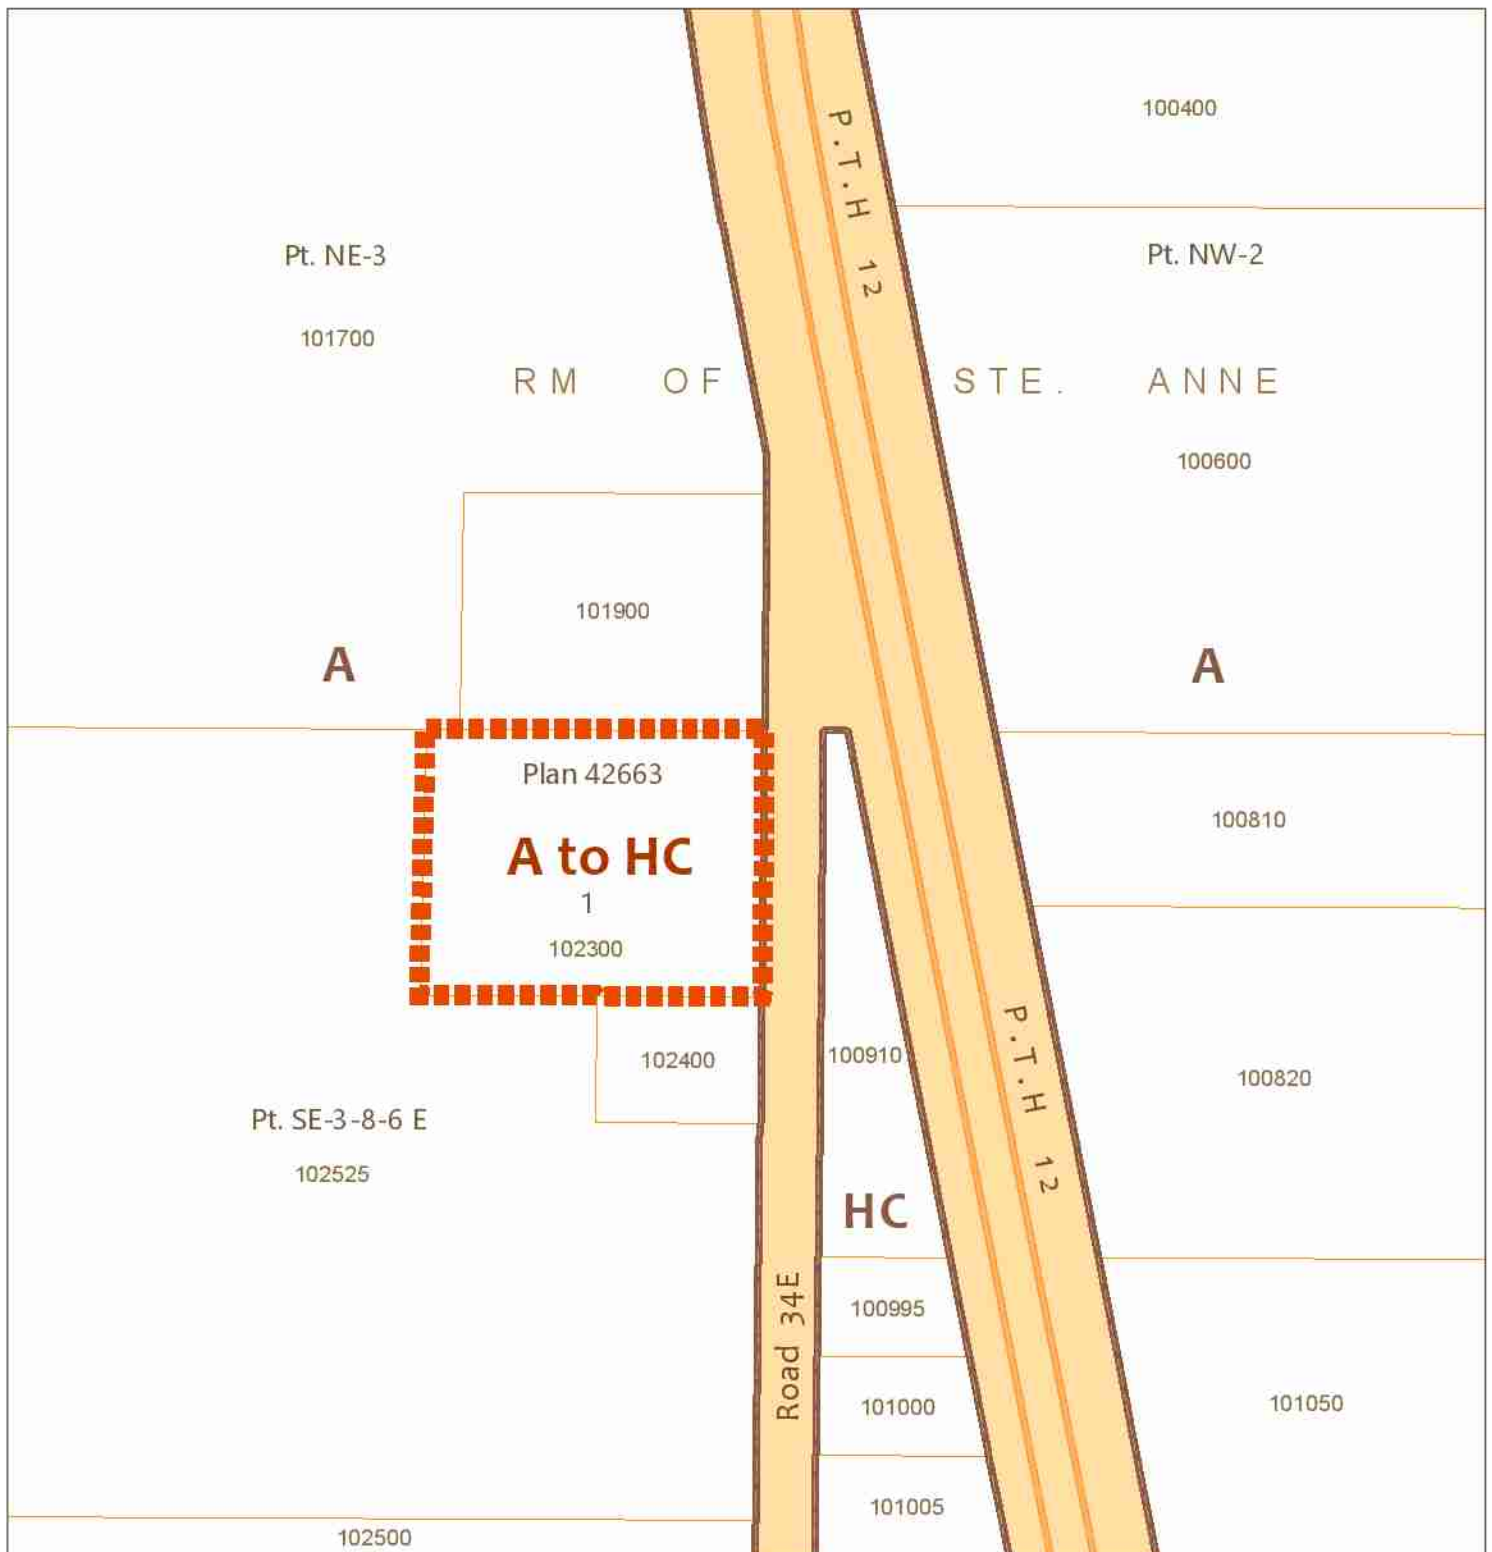 100400
P.T.H 12
Pt. NE-3
Pt. NW-2
101700
RM OF STE. ANNE
100600
101900
A
A
Plan 42663
100810
A to HC
1
102300
100910
102400
P.T.H 12
100820
Pt. SE-3-8-6 E
102525
HC
Road 34E
100995
101000
101050
101005
102500